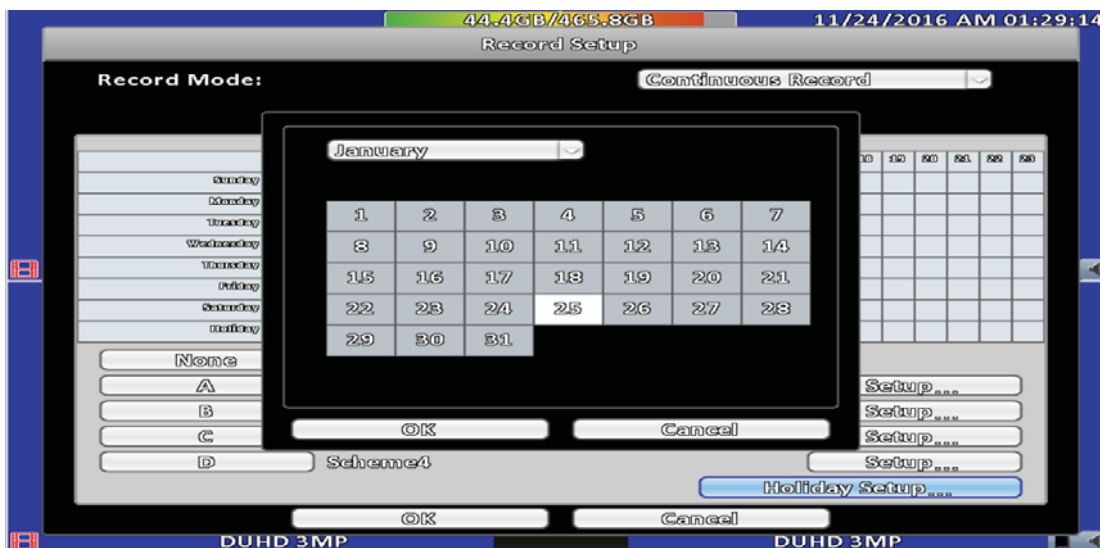 44.4GB/465.8GB 11/24/2016 AM 01:29:14
Record Setup
Record Mode: Continuous Record
January
19 20 21 22 23
Sunday
Monday
Tuesday
Wednesday
Thursday
Friday
Saturday
Holiday
1 2 3 4 5 6 7
8 9 10 11 12 13 14
15 16 17 18 19 20 21
22 23 24 25 26 27 28
29 30 31
OK Cancel
None
A Setup...
B Setup...
C Setup...
D Scheme4 Setup...
Holiday Setup...
OK Cancel
DUHD 3MP DUHD 3MP